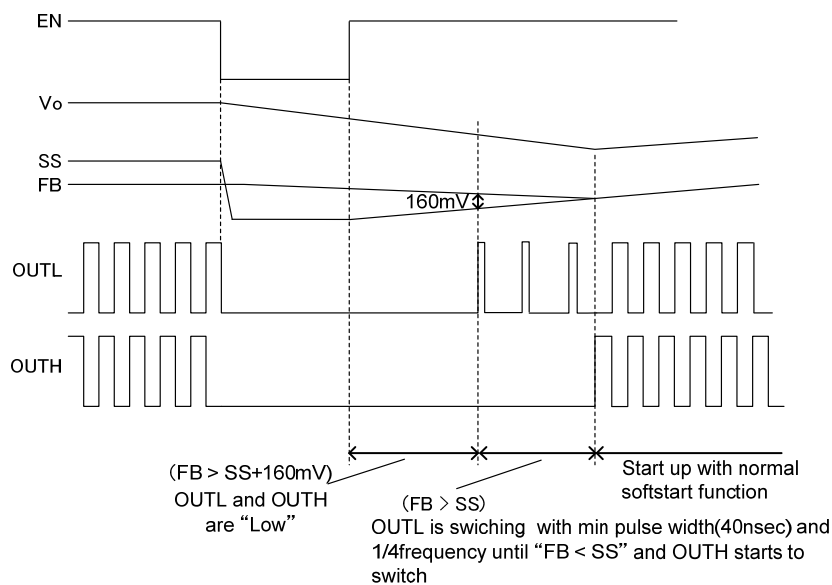 EN
Vo
SS
FB
160mV
OUTL
OUTH
(FB > SS+160mV)
OUTL and OUTH
are “Low”
(FB > SS)
OUTL is swiching with min pulse width(40nsec) and
1/4frequency until “FB < SS” and OUTH starts to
switch
Start up with normal
softstart function